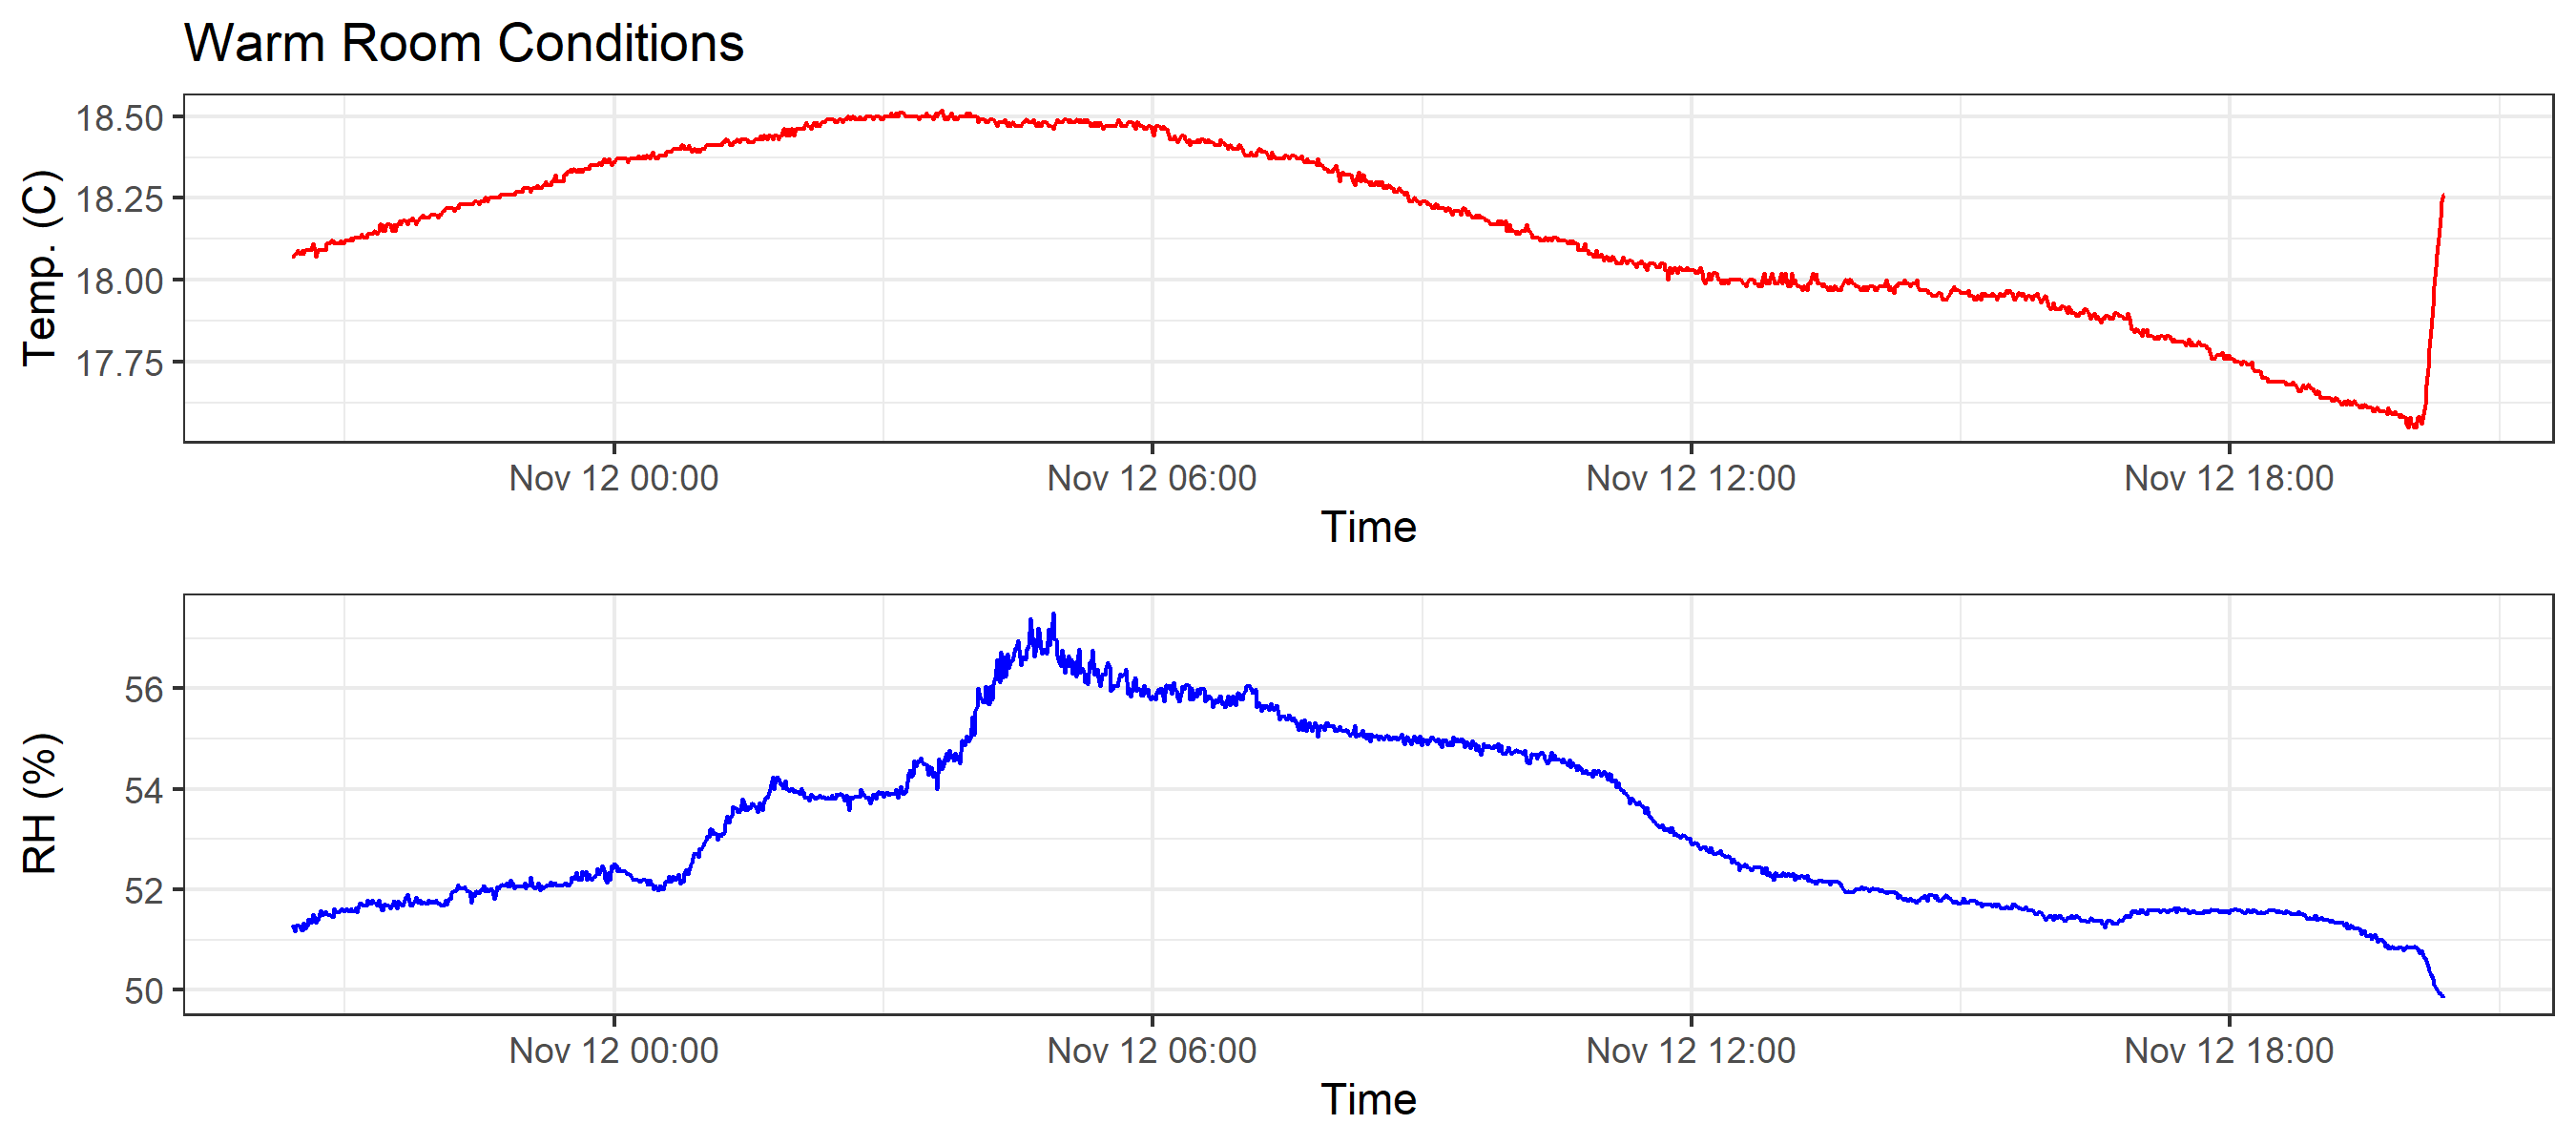 Warm Room Conditions
Temp. (C)
18.50
18.25
18.00
17.75
Nov 12 00:00 Nov 12 06:00 Nov 12 12:00 Nov 12 18:00
Time
RH (%)
56
54
52
50
Nov 12 00:00 Nov 12 06:00 Nov 12 12:00 Nov 12 18:00
Time